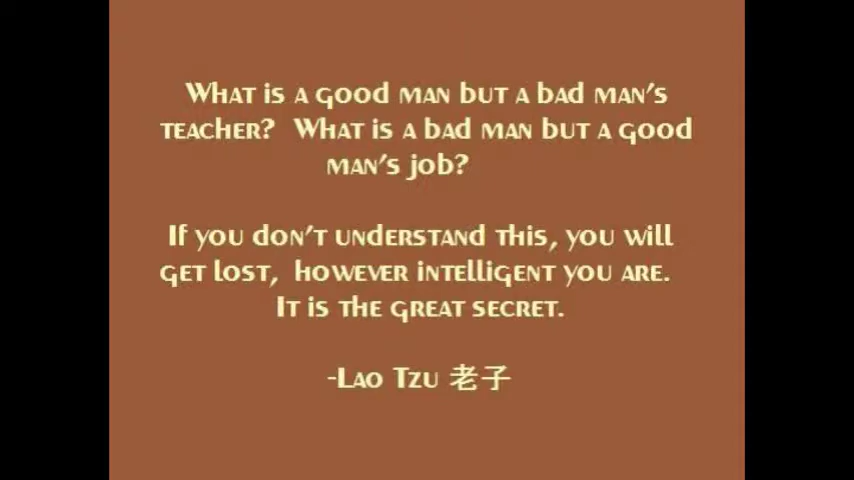 What is a good man but a bad man's
teacher? What is a bad man but a good
man's job?
If you don't understand this, you will
get lost, however intelligent you are.
It is the great secret.
-Lao Tzu 老子